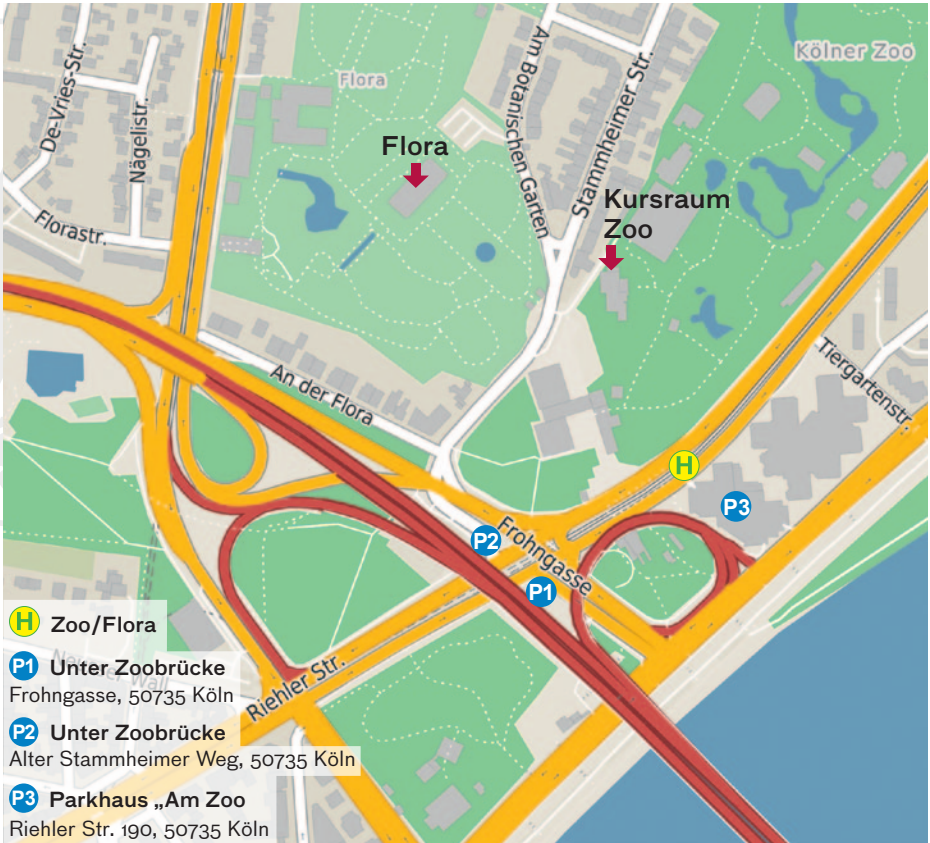 De-Vries-Str.
Nägelistr.
Florastr.
Flora
Flora
Am Botanischen Garten
Stammheimer Str.
Kölner Zoo
Kursraum
Zoo
An der Flora
Tiergartenstr.
H
P3
P2
Frohngasse
P1
Riehler Str.
H Zoo/Flora
P1 Unter Zoobrücke
Wall
Frohngasse, 50735 Köln
P2 Unter Zoobrücke
Alter Stammheimer Weg, 50735 Köln
P3 Parkhaus „Am Zoo
Riehler Str. 190, 50735 Köln